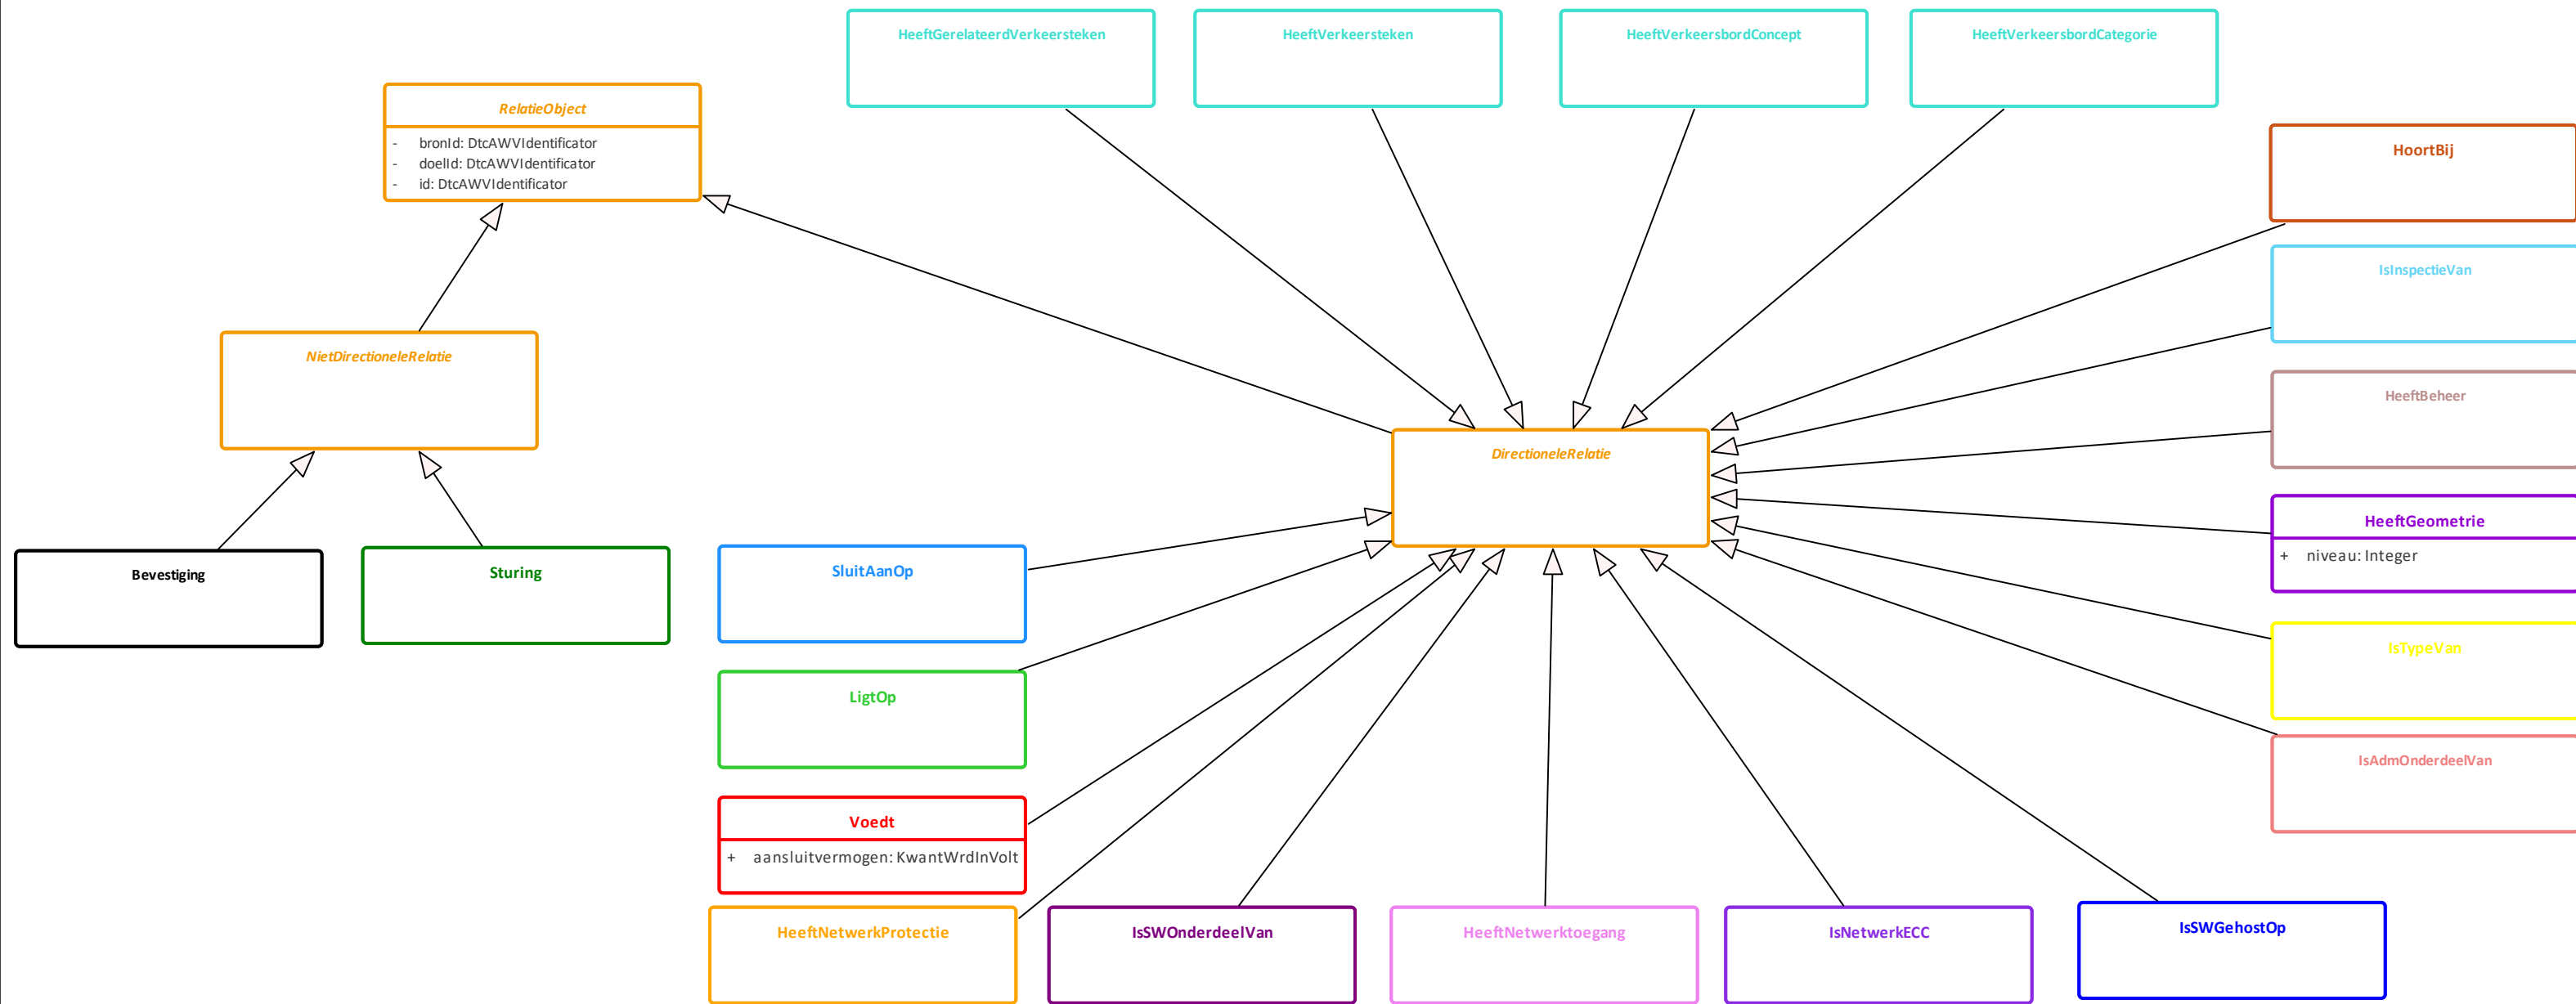 HeeftGerelateerdVerkeersteken
HeeftVerkeersteken
HeeftVerkeersbordConcept
HeeftVerkeersbordCategorie
RelatieObject
- bronId: DtcAWVIdentificator
- doelId: DtcAWVIdentificator
- id: DtcAWVIdentificator
HoortBij
IsInspectieVan
NietDirectioneleRelatie
HeeftBeheer
DirectioneleRelatie
HeeftGeometrie
+ niveau: Integer
Bevestiging
Sturing
SluitAanOp
IsTypeVan
LigtOp
IsAdmOnderdeelVan
Voedt
+ aansluitvermogen: KwantWrdInVolt
HeeftNetwerkProtectie
IsSWOnderdeelVan
HeeftNetwerktoegang
IsNetwerkECC
IsSWGehostOp